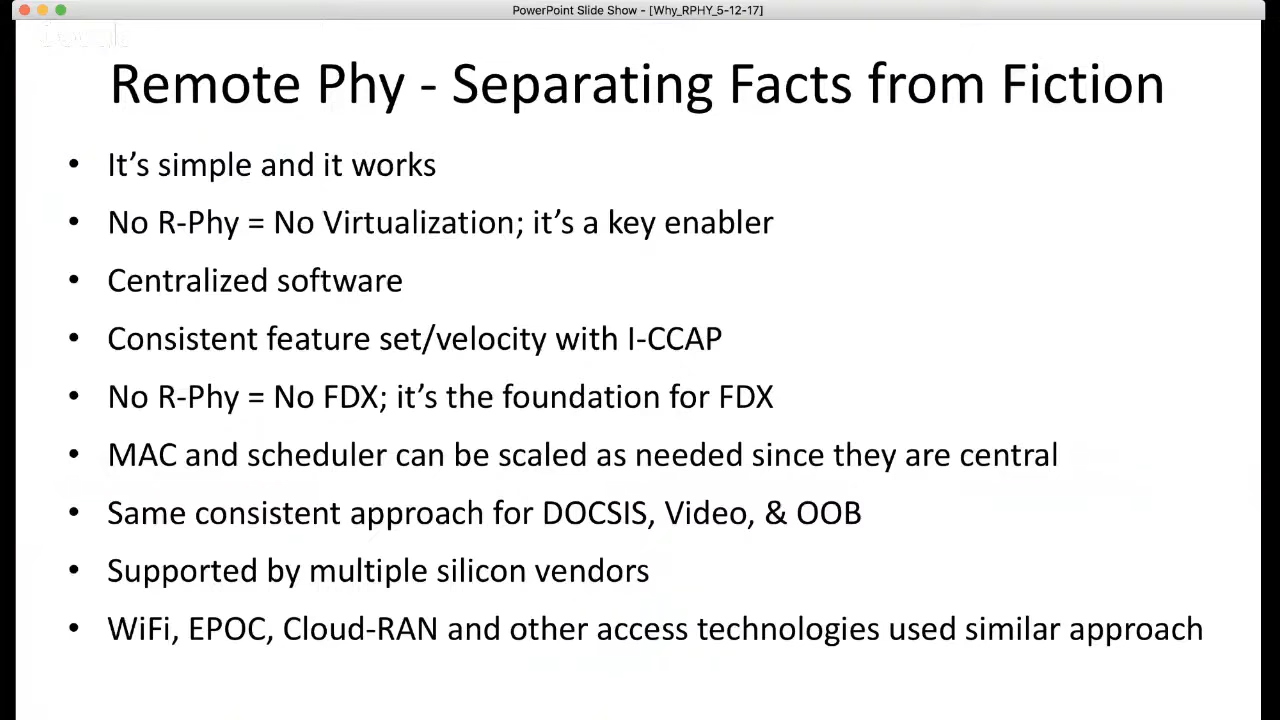 PowerPoint Slide Show - [Why_RPHY_5-12-17]
Remote Phy - Separating Facts from Fiction
• It’s simple and it works
• No R-Phy = No Virtualization; it’s a key enabler
• Centralized software
• Consistent feature set/velocity with I-CCAP
• No R-Phy = No FDX; it’s the foundation for FDX
• MAC and scheduler can be scaled as needed since they are central
• Same consistent approach for DOCSIS, Video, & OOB
• Supported by multiple silicon vendors
• WiFi, EPOC, Cloud-RAN and other access technologies used similar approach